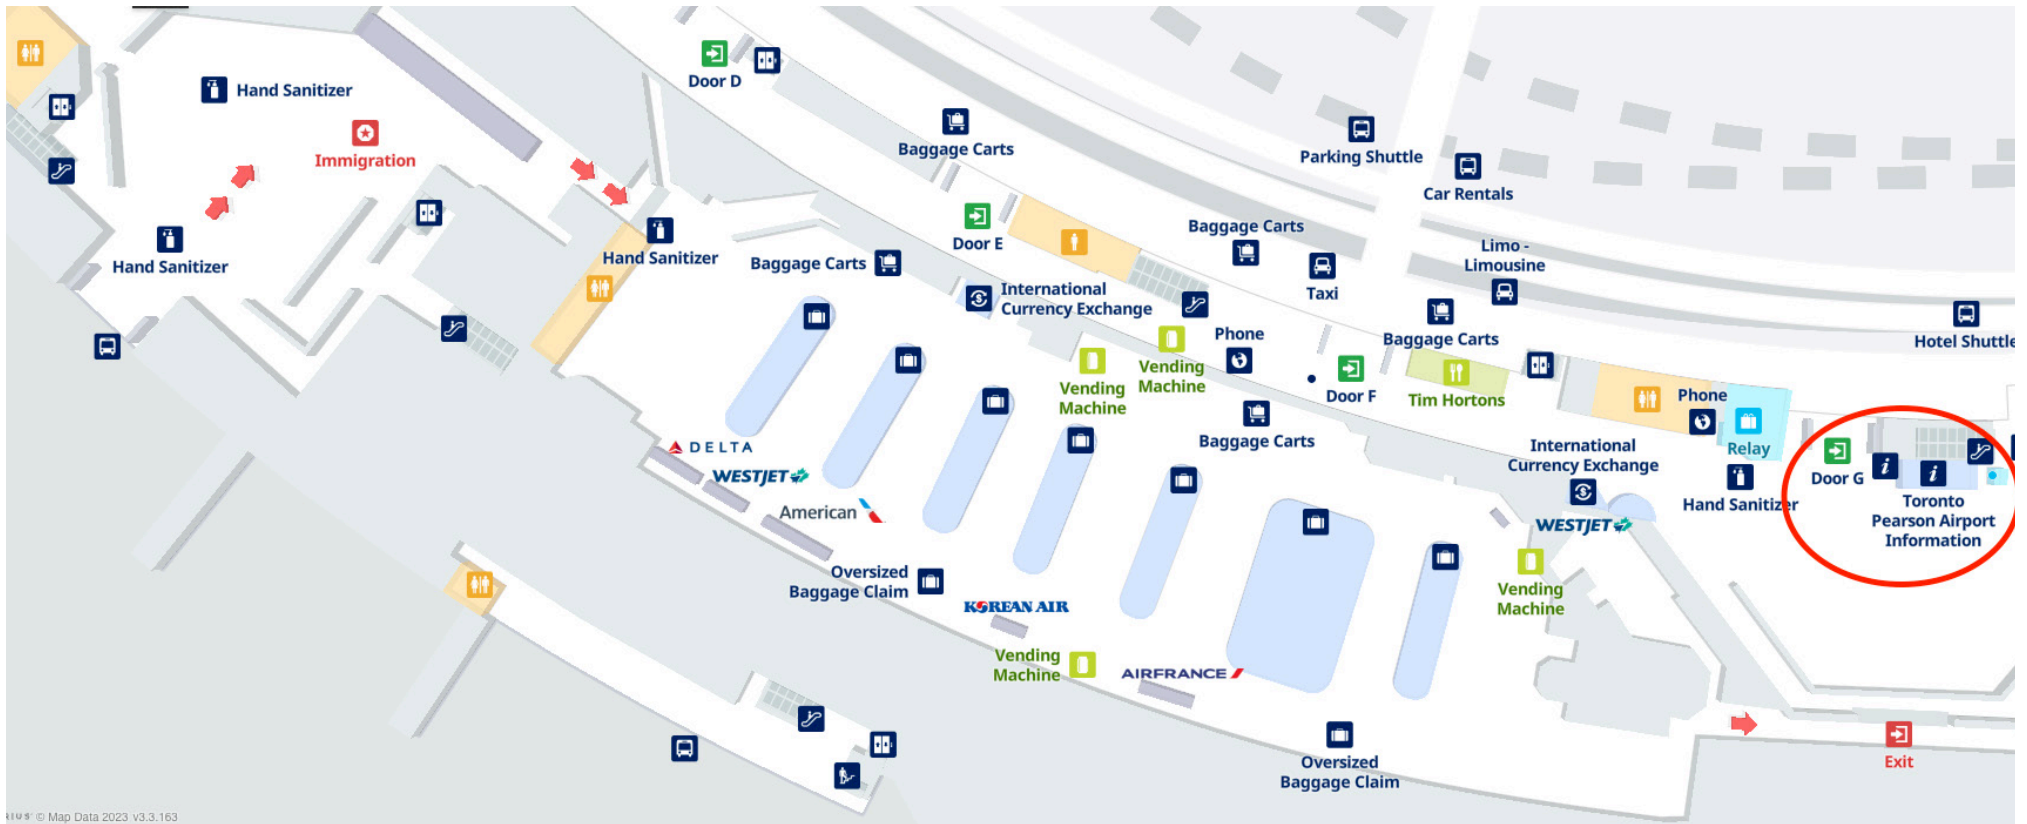 Door D
Hand Sanitizer
Immigration
Baggage Carts
Parking Shuttle
Car Rentals
Hand Sanitizer
Hand Sanitizer
Baggage Carts
Door E
Baggage Carts
Limo -
Limousine
Taxi
International
Currency Exchange
Phone
Baggage Carts
Hotel Shuttle
Vending
Machine
Vending
Machine
Door F
Tim Hortons
Phone
Baggage Carts
DELTA
WESTJET
International
Currency Exchange
Relay
Door G
i
i
Hand Sanitizer
Toronto
Pearson Airport
Information
American
WESTJET
Oversized
Baggage Claim
KOREAN AIR
Vending
Machine
Vending
Machine
AIRFRANCE
Oversized
Baggage Claim
Exit
© Map Data 2023 v3.3.163